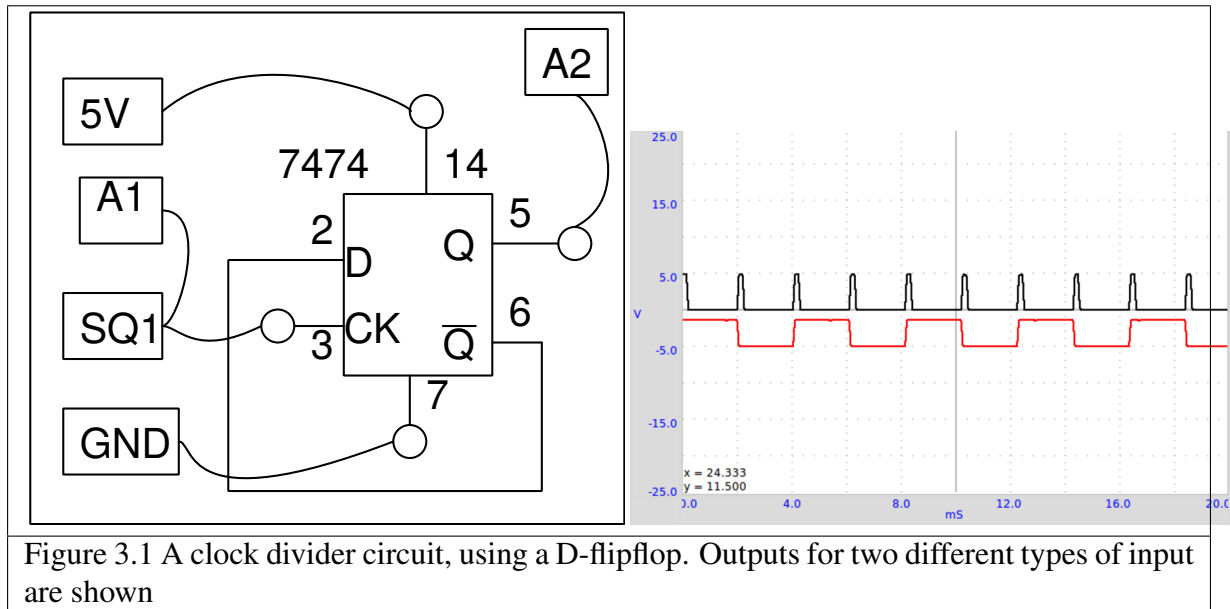 5V
A1
SQ1
GND
7474
14
2
D
3
CK
Q
5
Q̅
6
7
A2
25.0
15.0
5.0
V
-5.0
-15.0
-25.0
x = 24.333
y = 11.500
).0 4.0 8.0 12.0 16.0 20.0
mS
Figure 3.1 A clock divider circuit, using a D-flipflop. Outputs for two different types of input
are shown